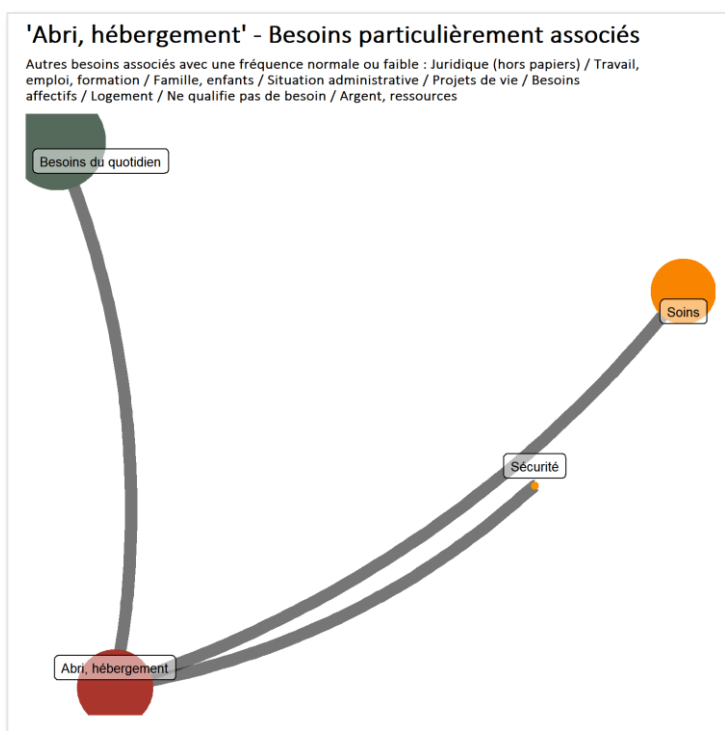 'Abri, hébergement' - Besoins particulièrement associés
Autres besoins associés avec une fréquence normale ou faible : Juridique (hors papiers) / Travail,
emploi, formation / Famille, enfants / Situation administrative / Projets de vie / Besoins
affectifs / Logement / Ne qualifie pas de besoin / Argent, ressources
Besoins du quotidien
Soins
Sécurité
Abri, hébergement